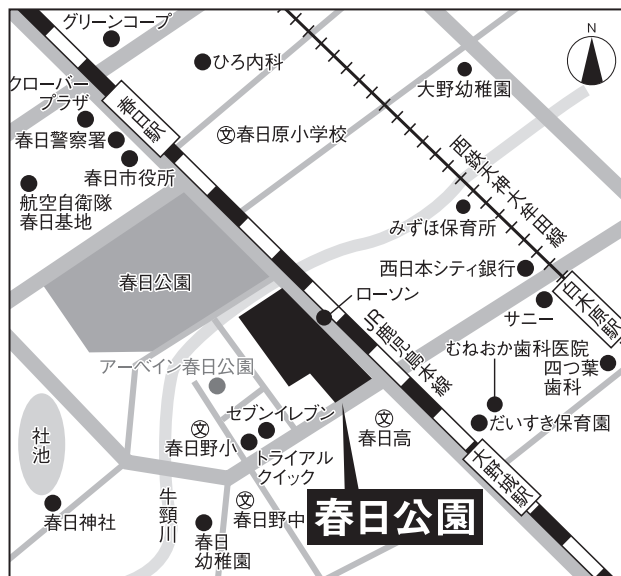 グリーンコープ
ひろ内科
N
大野幼稚園
クローバー
プラザ
春日警察署
春日市役所
航空自衛隊
春日基地
春日駅
文
春日原小学校
西鉄天神大牟田線
みずほ保育所
西日本シティ銀行
白木原駅
サニー
春日公園
ローソン
JR鹿児島本線
むねおか歯科医院
四つ葉
歯科
だいすき保育園
アーベイン春日公園
セブンイレブン
文
春日野小
トライアル
クイック
文
春日高
大野城駅
社池
春日神社
牛頸川
文
春日野中
春日
幼稚園
春日公園